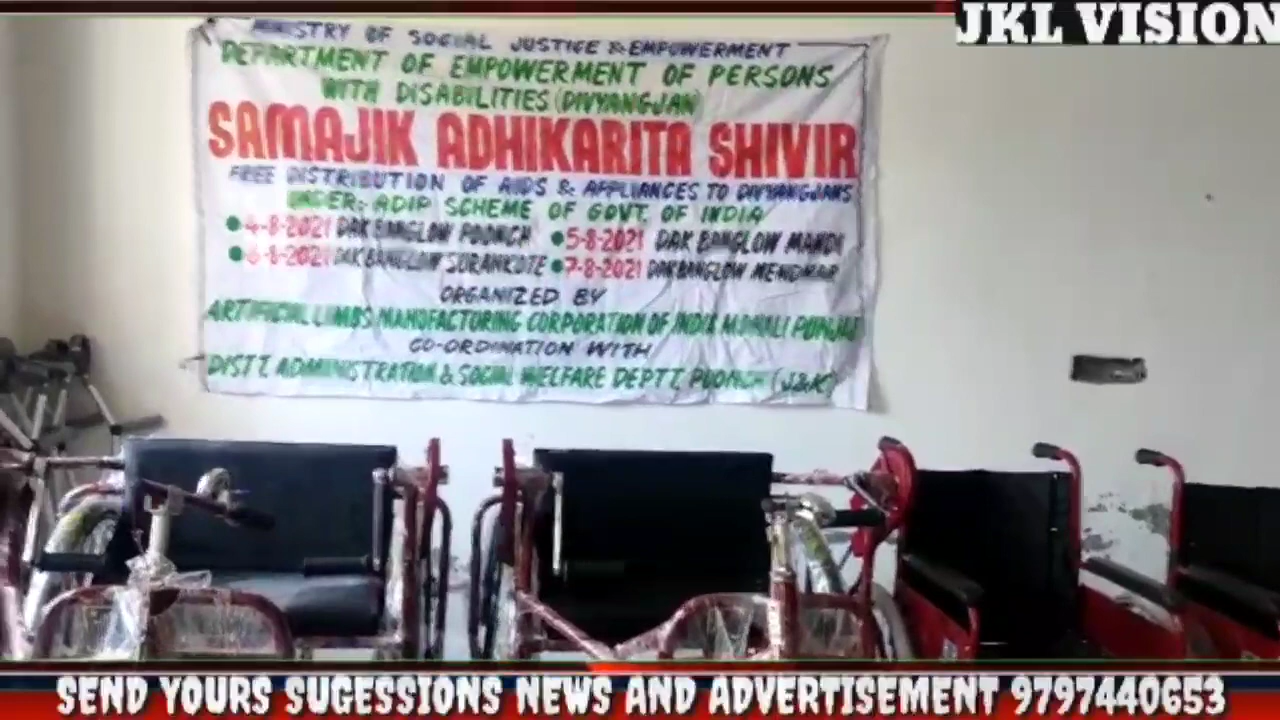 JKL VISION
MINISTRY OF SOCIAL JUSTICE & EMPOWERMENT
DEPARTMENT OF EMPOWERMENT OF PERSONS
WITH DISABILITIES (DIVYANGJAN)
SAMAJIK ADHIKARITA SHIVIR
FREE DISTRIBUTION OF AIDS & APPLIANCES TO DIVYANGJANS
UNDER:- ADIP SCHEME OF GOVT. OF INDIA
4-8-2021 DAK BANGLOW POONCH 5-8-2021 DAK BANGLOW MANDI
6-8-2021 DAK BANGLOW SURANKOTE 7-8-2021 DAK BANGLOW MENDHAR
ORGANIZED BY
ARTIFICIAL LIMBS MANUFACTURING CORPORATION OF INDIA MOHALI PUNJAB
CO-ORDINATION WITH
DISTT. ADMINISTRATION & SOCIAL WELFARE DEPTT. POONCH (J&K)
SEND YOURS SUGESSIONS NEWS AND ADVERTISEMENT 9797440653